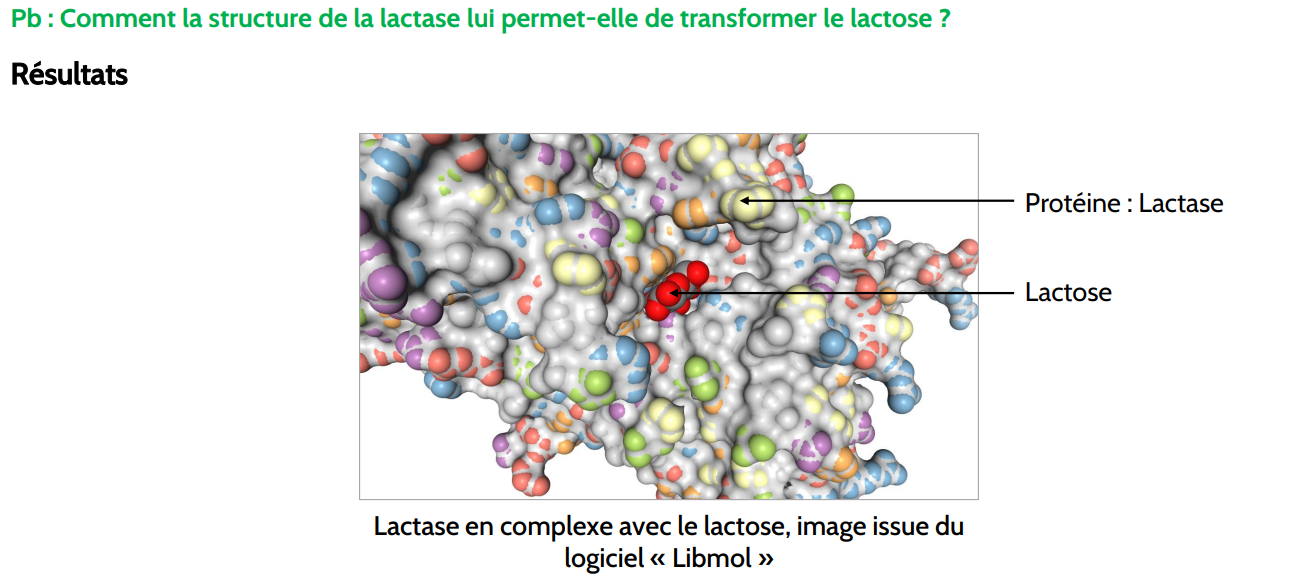 Pb : Comment la structure de la lactase lui permet-elle de transformer le lactose ?
Résultats
Protéine : Lactase
Lactose
Lactase en complexe avec le lactose, image issue du
logiciel « Libmol »